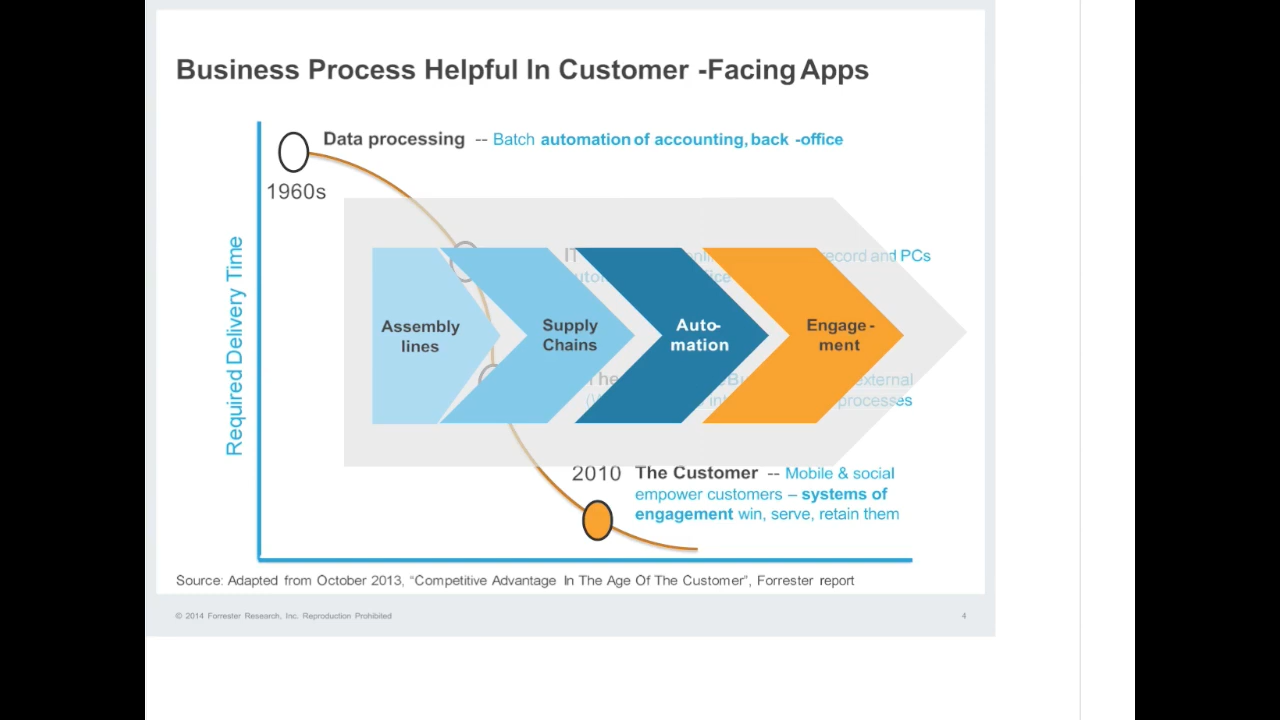 Business Process Helpful In Customer -Facing Apps
Data processing -- Batch automation of accounting, back -office
1960s
Required Delivery Time
IT
record and PCs
Assembly
lines
Supply
Chains
Auto-
mation
Engage -
ment
The
external
processes
2010 The Customer -- Mobile & social
empower customers – systems of
engagement win, serve, retain them
Source: Adapted from October 2013, “Competitive Advantage In The Age Of The Customer”, Forrester report
© 2014 Forrester Research, Inc. Reproduction Prohibited
4